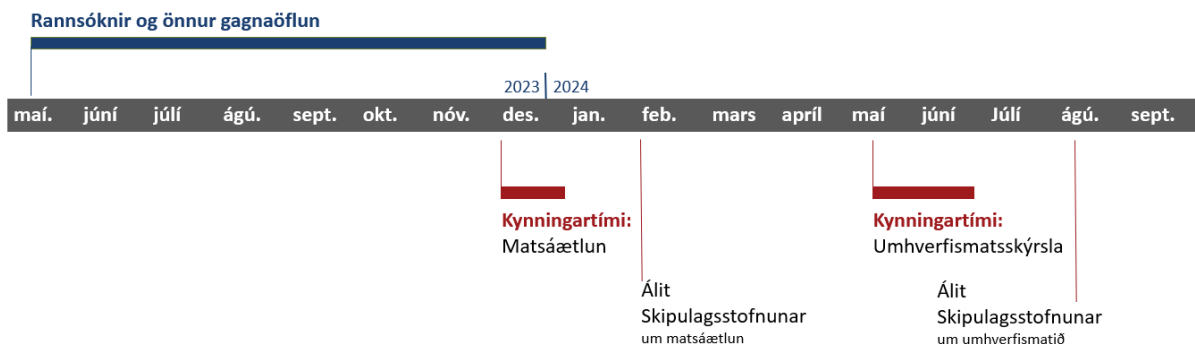 Rannsóknir og önnur gagnaöflun
2023 2024
maí. júní júlí ágú. sept. okt. nóv. des. jan. feb. mars apríl maí júní Júlí ágú. sept.
Kynningartími:
Matsáætlun
Kynningartími:
Umhverfismatsskýrsla
Álit
Skipulagsstofnunar
um matsáætlun
Álit
Skipulagsstofnunar
um umhverfismatið